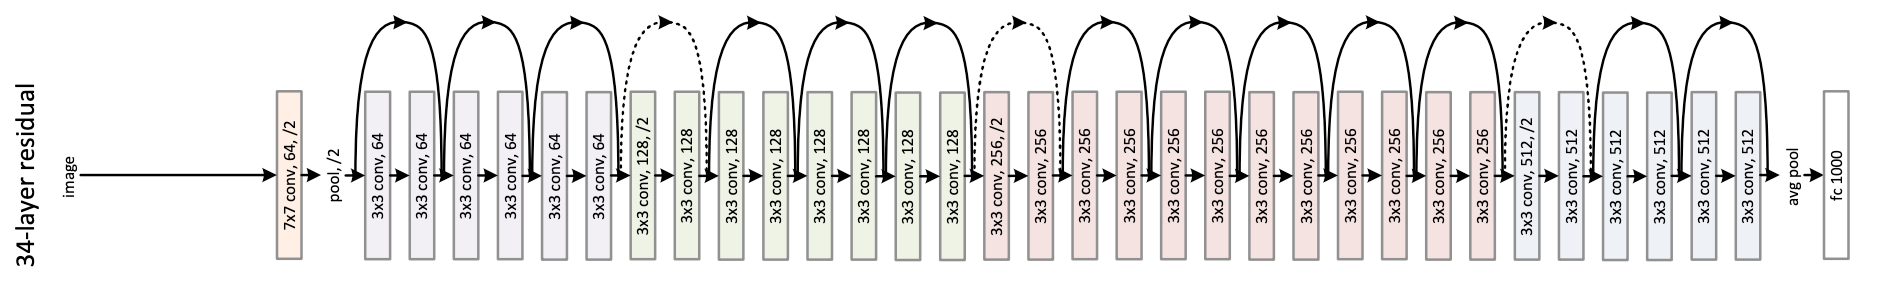 34-layer residual
image
7x7 conv, 64, /2
pool, /2
3x3 conv, 64
3x3 conv, 64
3x3 conv, 64
3x3 conv, 64
3x3 conv, 64
3x3 conv, 64
3x3 conv, 128, /2
3x3 conv, 128
3x3 conv, 128
3x3 conv, 128
3x3 conv, 128
3x3 conv, 128
3x3 conv, 128
3x3 conv, 128
3x3 conv, 256, /2
3x3 conv, 256
3x3 conv, 256
3x3 conv, 256
3x3 conv, 256
3x3 conv, 256
3x3 conv, 256
3x3 conv, 256
3x3 conv, 256
3x3 conv, 256
3x3 conv, 256
3x3 conv, 256
3x3 conv, 512, /2
3x3 conv, 512
3x3 conv, 512
3x3 conv, 512
3x3 conv, 512
3x3 conv, 512
avg pool
fc 1000